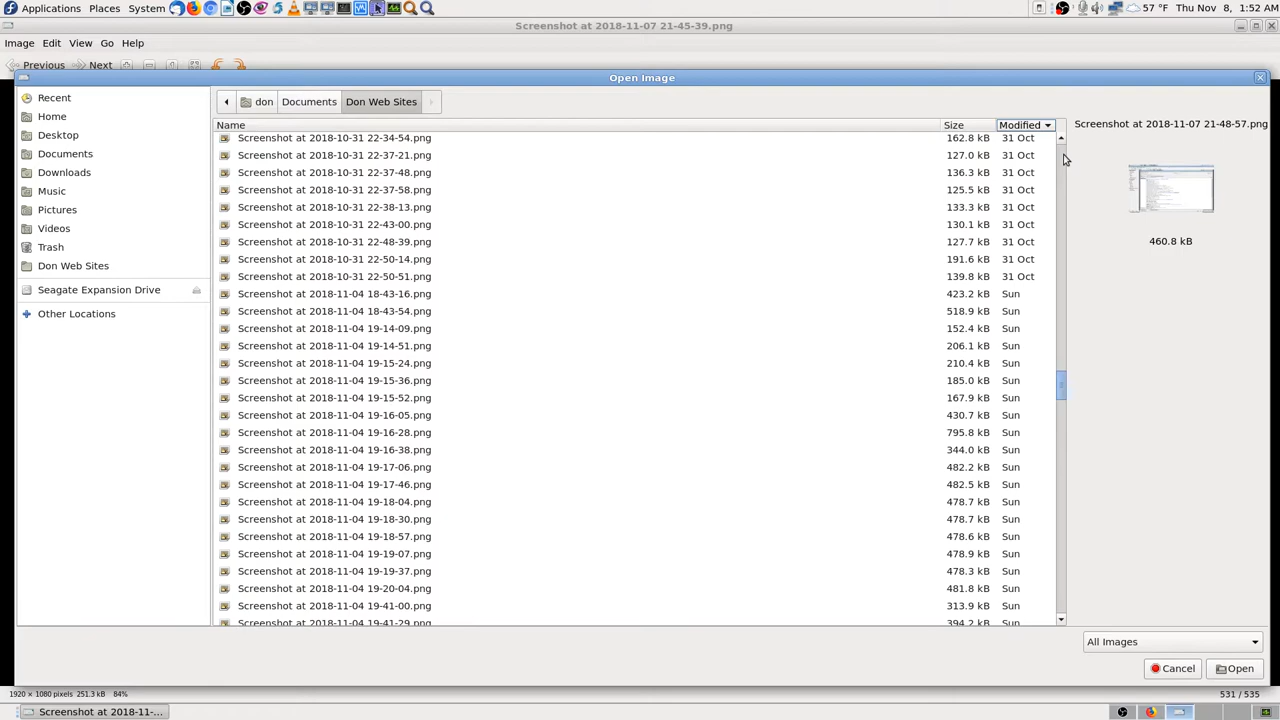 Applications Places System 57 °F Thu Nov 8, 1:52 AM
Screenshot at 2018-11-07 21-45-39.png
Image Edit View Go Help
Previous Next
Open Image
Recent
Home
Desktop
Documents
Downloads
Music
Pictures
Videos
Trash
Don Web Sites
Seagate Expansion Drive
Other Locations
don Documents Don Web Sites
Name Size Modified
Screenshot at 2018-10-31 22-34-54.png 162.8 kB 31 Oct
Screenshot at 2018-10-31 22-37-21.png 127.0 kB 31 Oct
Screenshot at 2018-10-31 22-37-48.png 136.3 kB 31 Oct
Screenshot at 2018-10-31 22-37-58.png 125.5 kB 31 Oct
Screenshot at 2018-10-31 22-38-13.png 133.3 kB 31 Oct
Screenshot at 2018-10-31 22-43-00.png 130.1 kB 31 Oct
Screenshot at 2018-10-31 22-48-39.png 127.7 kB 31 Oct
Screenshot at 2018-10-31 22-50-14.png 191.6 kB 31 Oct
Screenshot at 2018-10-31 22-50-51.png 139.8 kB 31 Oct
Screenshot at 2018-11-04 18-43-16.png 423.2 kB Sun
Screenshot at 2018-11-04 18-43-54.png 518.9 kB Sun
Screenshot at 2018-11-04 19-14-09.png 152.4 kB Sun
Screenshot at 2018-11-04 19-14-51.png 206.1 kB Sun
Screenshot at 2018-11-04 19-15-24.png 210.4 kB Sun
Screenshot at 2018-11-04 19-15-36.png 185.0 kB Sun
Screenshot at 2018-11-04 19-15-52.png 167.9 kB Sun
Screenshot at 2018-11-04 19-16-05.png 430.7 kB Sun
Screenshot at 2018-11-04 19-16-28.png 795.8 kB Sun
Screenshot at 2018-11-04 19-16-38.png 344.0 kB Sun
Screenshot at 2018-11-04 19-17-06.png 482.2 kB Sun
Screenshot at 2018-11-04 19-17-46.png 482.5 kB Sun
Screenshot at 2018-11-04 19-18-04.png 478.7 kB Sun
Screenshot at 2018-11-04 19-18-30.png 478.7 kB Sun
Screenshot at 2018-11-04 19-18-57.png 478.6 kB Sun
Screenshot at 2018-11-04 19-19-07.png 478.9 kB Sun
Screenshot at 2018-11-04 19-19-37.png 478.3 kB Sun
Screenshot at 2018-11-04 19-20-04.png 481.8 kB Sun
Screenshot at 2018-11-04 19-41-00.png 313.9 kB Sun
Screenshot at 2018-11-04 19-41-29.png 394.2 kB Sun
Screenshot at 2018-11-07 21-48-57.png
460.8 kB
All Images
Cancel Open
1920 × 1080 pixels 251.3 kB 84% 531 / 535
Screenshot at 2018-11-...